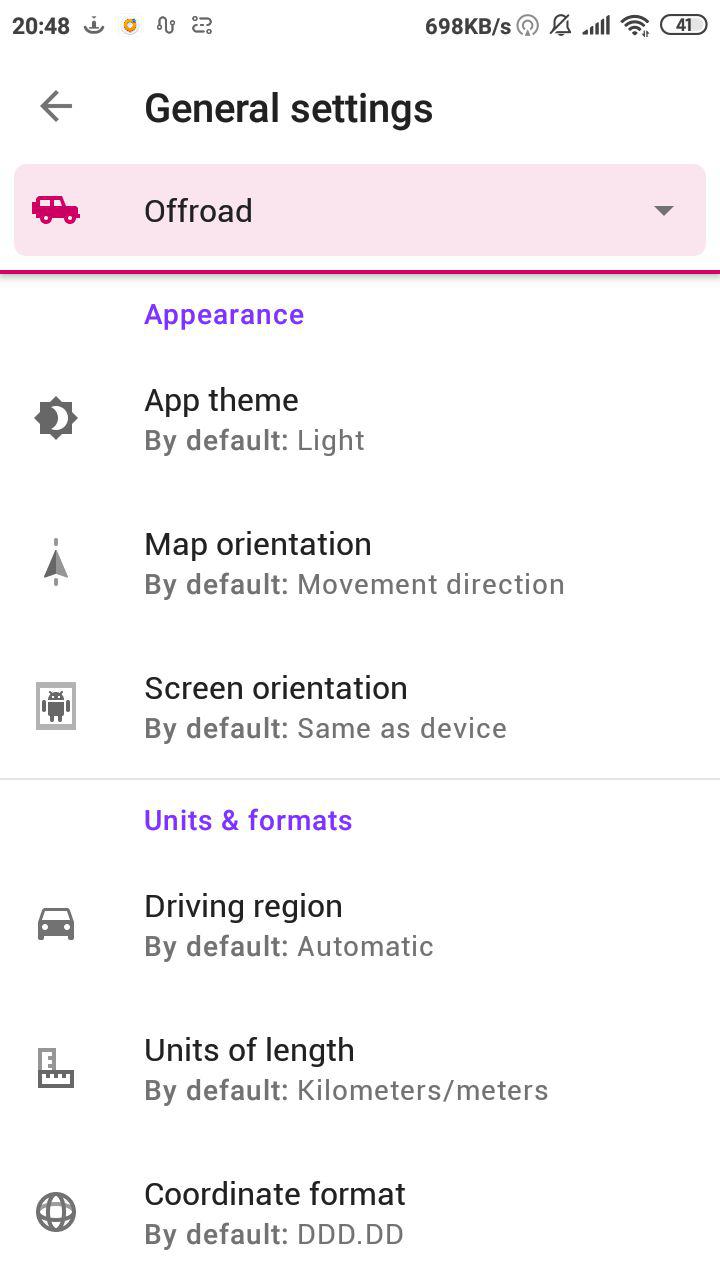 20:48 698KB/s 41
General settings
Offroad
Appearance
App theme
By default: Light
Map orientation
By default: Movement direction
Screen orientation
By default: Same as device
Units & formats
Driving region
By default: Automatic
Units of length
By default: Kilometers/meters
Coordinate format
By default: DDD.DD